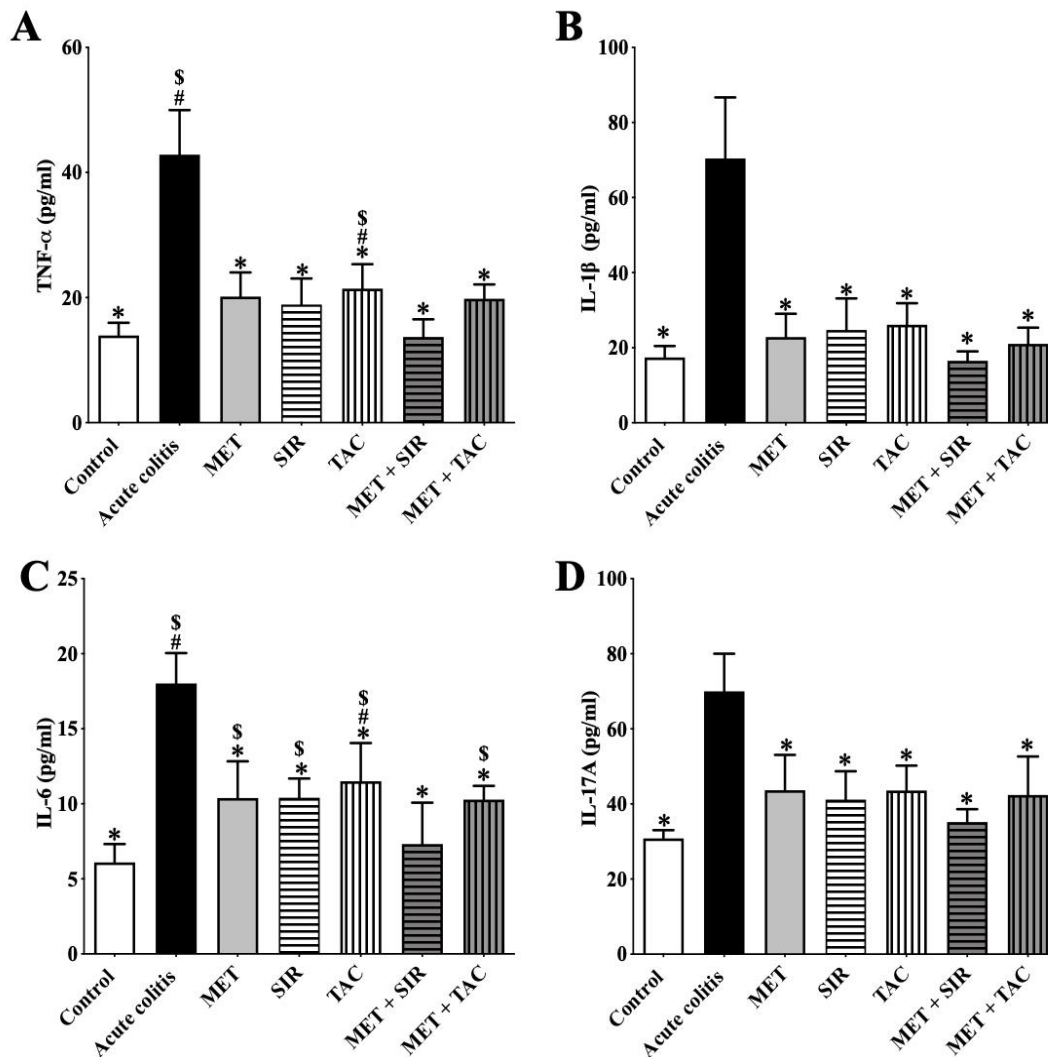 A
TNF-α (pg/ml)
60
40
20
0
$
#
*
*
*
$
#
*
*
*
Control
Acute colitis
MET
SIR
TAC
MET + SIR
MET + TAC
B
IL-1β (pg/ml)
100
80
60
40
20
0
*
*
*
*
*
*
Control
Acute colitis
MET
SIR
TAC
MET + SIR
MET + TAC
C
IL-6 (pg/ml)
25
20
15
10
5
0
*
$
#
$
*
$
*
$
#
*
*
$
*
Control
Acute colitis
MET
SIR
TAC
MET + SIR
MET + TAC
D
IL-17A (pg/ml)
100
80
60
40
20
0
*
*
*
*
*
*
Control
Acute colitis
MET
SIR
TAC
MET + SIR
MET + TAC